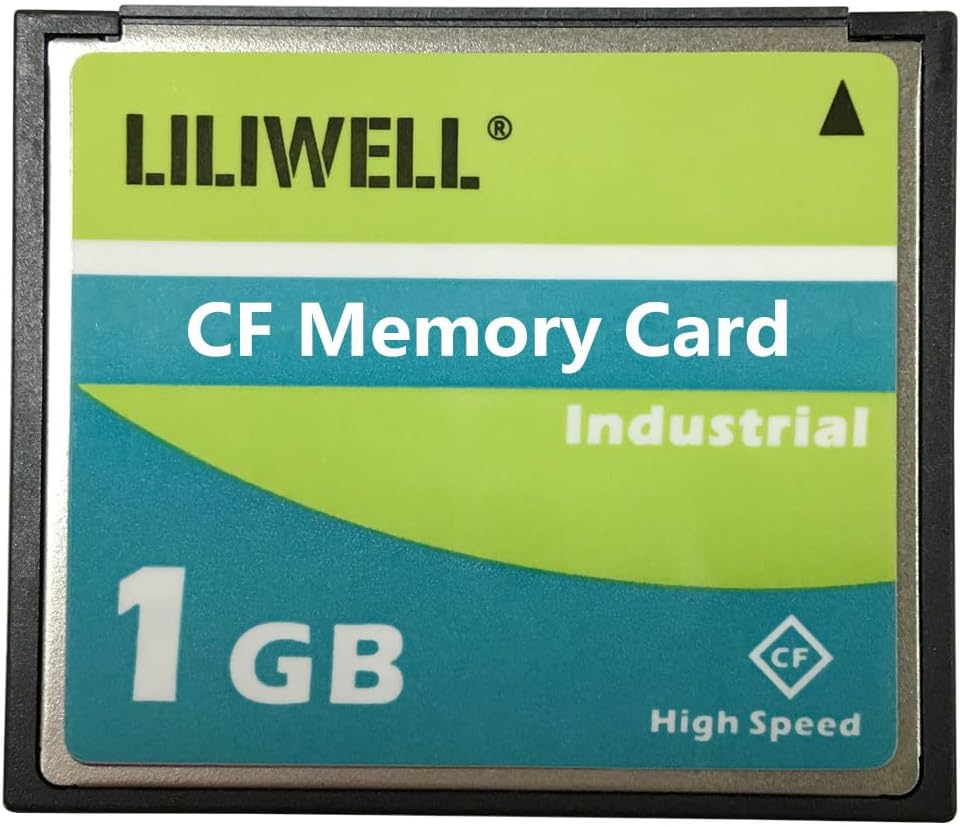 LILIWELL®
CF Memory Card
Industrial
1 GB
CF
High Speed